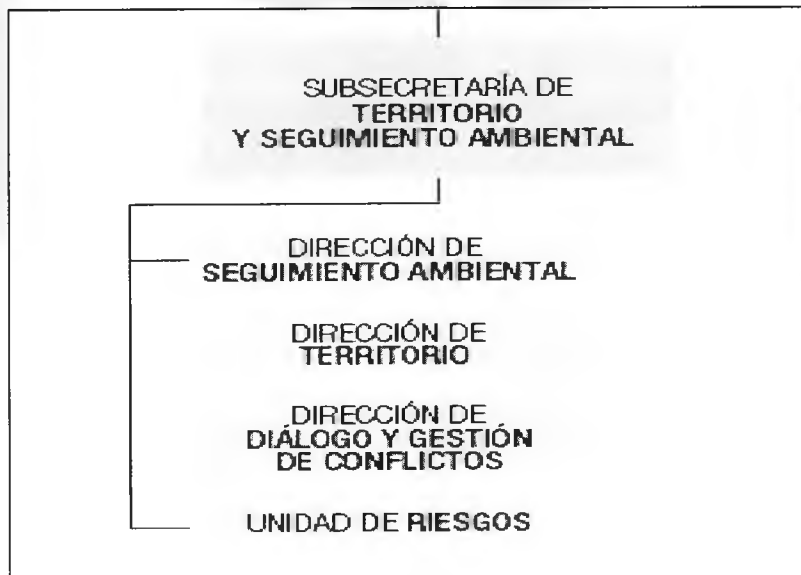 SUBSECRETARÍA DE
TERRITORIO
Y SEGUIMIENTO AMBIENTAL
DIRECCIÓN DE
SEGUIMIENTO AMBIENTAL
DIRECCIÓN DE
TERRITORIO
DIRECCIÓN DE
DIÁLOGO Y GESTIÓN
DE CONFLICTOS
UNIDAD DE RIESGOS